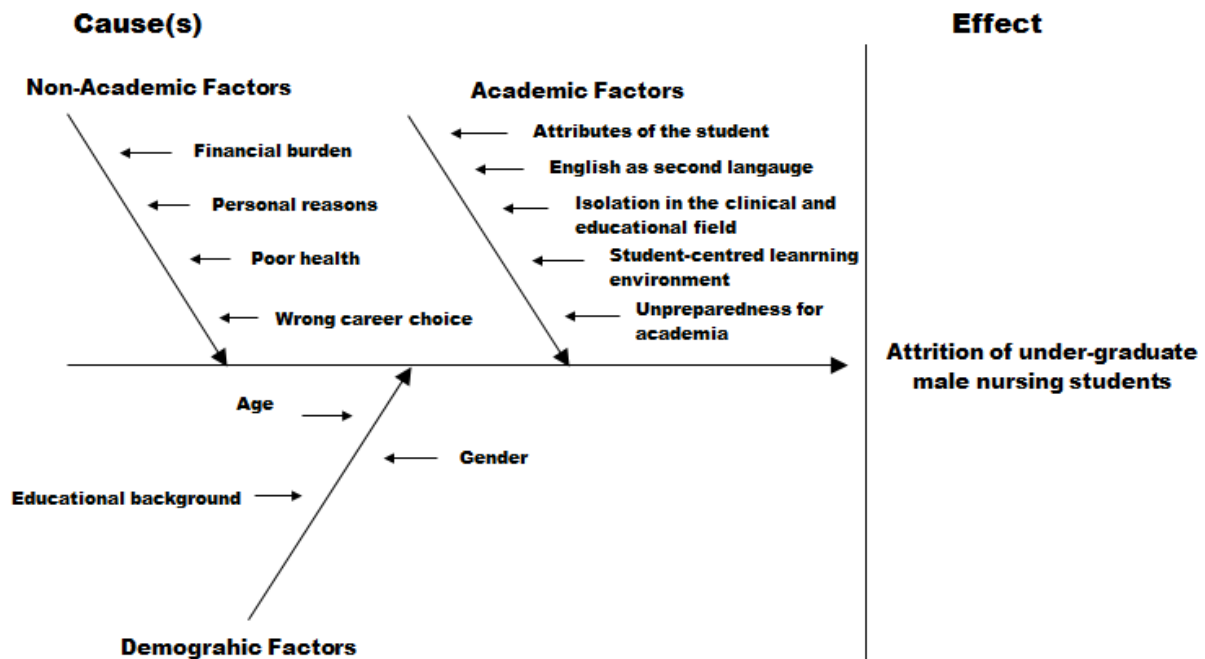 Cause(s)
Effect
Non-Academic Factors
Academic Factors
Financial burden
Personal reasons
Poor health
Wrong career choice
Attributes of the student
English as second langauge
Isolation in the clinical and
educational field
Student-centred leanrning
environment
Unpreparedness for
academia
Attrition of under-graduate
male nursing students
Age
Gender
Educational background
Demograhic Factors